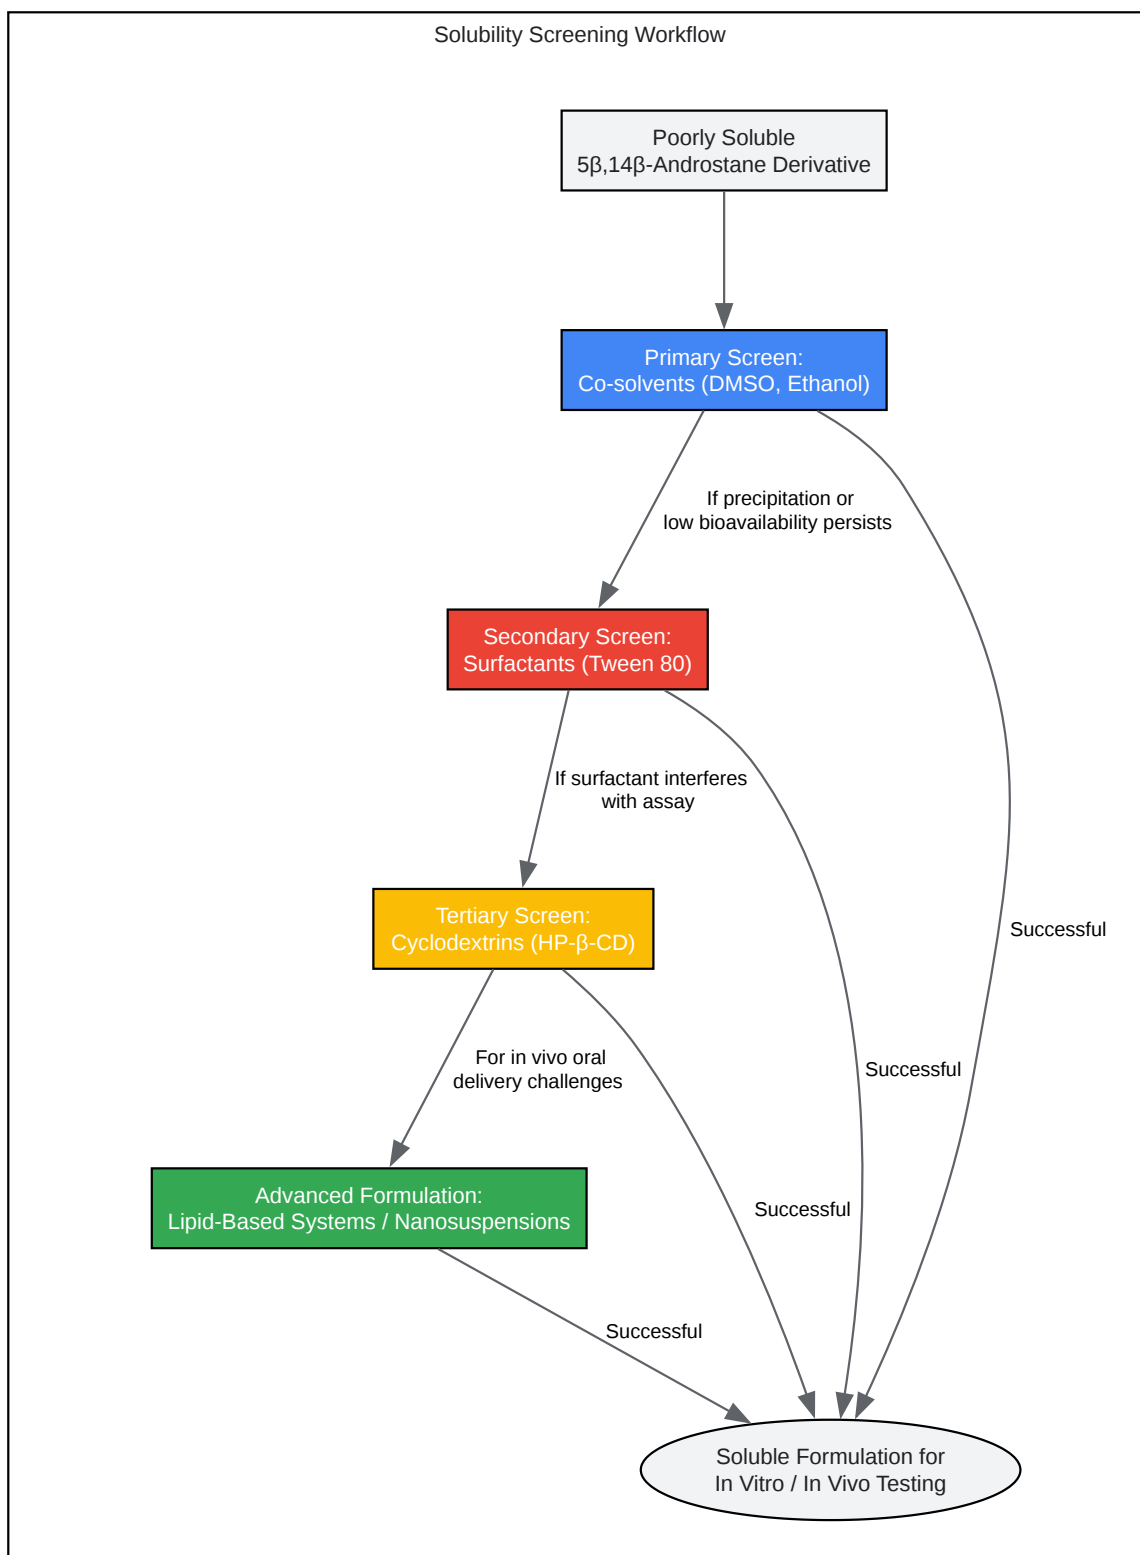 Solubility Screening Workflow
Poorly Soluble
5β,14β-Androstane Derivative
Primary Screen:
Co-solvents (DMSO, Ethanol)
If precipitation or
low bioavailability persists
Secondary Screen:
Surfactants (Tween 80)
If surfactant interferes
with assay
Tertiary Screen:
Cyclodextrins (HP-β-CD)
Successful
For in vivo oral
delivery challenges
Successful
Advanced Formulation:
Lipid-Based Systems / Nanosuspensions
Successful
Successful
Soluble Formulation for
In Vitro / In Vivo Testing